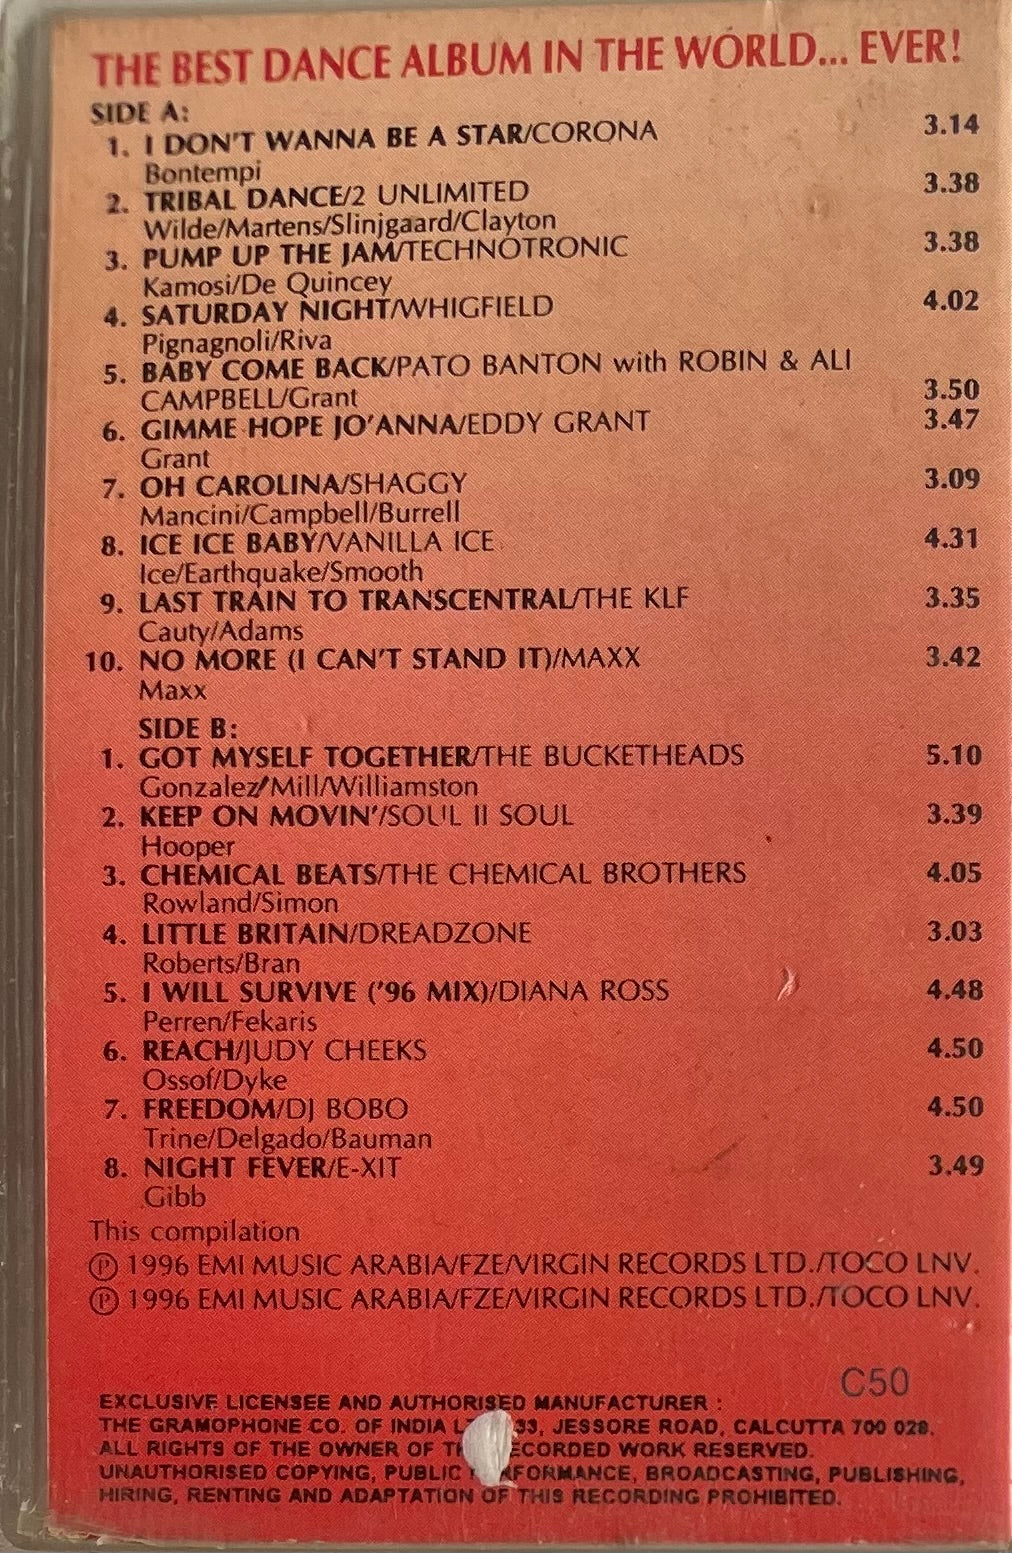 THE BEST DANCE ALBUM IN THE WORLD... EVER!
SIDE A:
1. I DON'T WANNA BE A STAR/CORONA 3.14
Bontempi
2. TRIBAL DANCE/2 UNLIMITED 3.38
Wilde/Martens/Slinjgaard/Clayton
3. PUMP UP THE JAM/TECHNOTRONIC 3.38
Kamosi/De Quincey
4. SATURDAY NIGHT/WHIGFIELD 4.02
Pignagnoli/Riva
5. BABY COME BACK/PATO BANTON with ROBIN & ALI
CAMPBELL/Grant 3.50
6. GIMME HOPE JO'ANNA/EDDY GRANT 3.47
Grant
7. OH CAROLINA/SHAGGY 3.09
Mancini/Campbell/Burrell
8. ICE ICE BABY/VANILLA ICE 4.31
Ice/Earthquake/Smooth
9. LAST TRAIN TO TRANSCENTRAL/THE KLF 3.35
Cauty/Adams
10. NO MORE (I CAN'T STAND IT)/MAXX 3.42
Maxx
SIDE B:
1. GOT MYSELF TOGETHER/THE BUCKETHEADS 5.10
Gonzalez/Mill/Williamston
2. KEEP ON MOVIN'/SOUL II SOUL 3.39
Hooper
3. CHEMICAL BEATS/THE CHEMICAL BROTHERS 4.05
Rowland/Simon
4. LITTLE BRITAIN/DREADZONE 3.03
Roberts/Bran
5. I WILL SURVIVE ('96 MIX)/DIANA ROSS 4.48
Perren/Fekaris
6. REACH/JUDY CHEEKS 4.50
Ossof/Dyke
7. FREEDOM/DJ BOBO 4.50
Trine/Delgado/Bauman
8. NIGHT FEVER/E-XIT 3.49
Gibb
This compilation
℗ 1996 EMI MUSIC ARABIA/FZE/VIRGIN RECORDS LTD./TOCO LNV.
℗ 1996 EMI MUSIC ARABIA/FZE/VIRGIN RECORDS LTD./TOCO LNV.
C50
EXCLUSIVE LICENSEE AND AUTHORISED MANUFACTURER :
THE GRAMOPHONE CO. OF INDIA 33, JESSORE ROAD, CALCUTTA 700 028.
ALL RIGHTS OF THE OWNER OF WORK RESERVED.
UNAUTHORISED COPYING, PUBLIC BROADCASTING, PUBLISHING,
HIRING, RENTING AND ADAPTATION OF THIS RECORDING PROHIBITED.